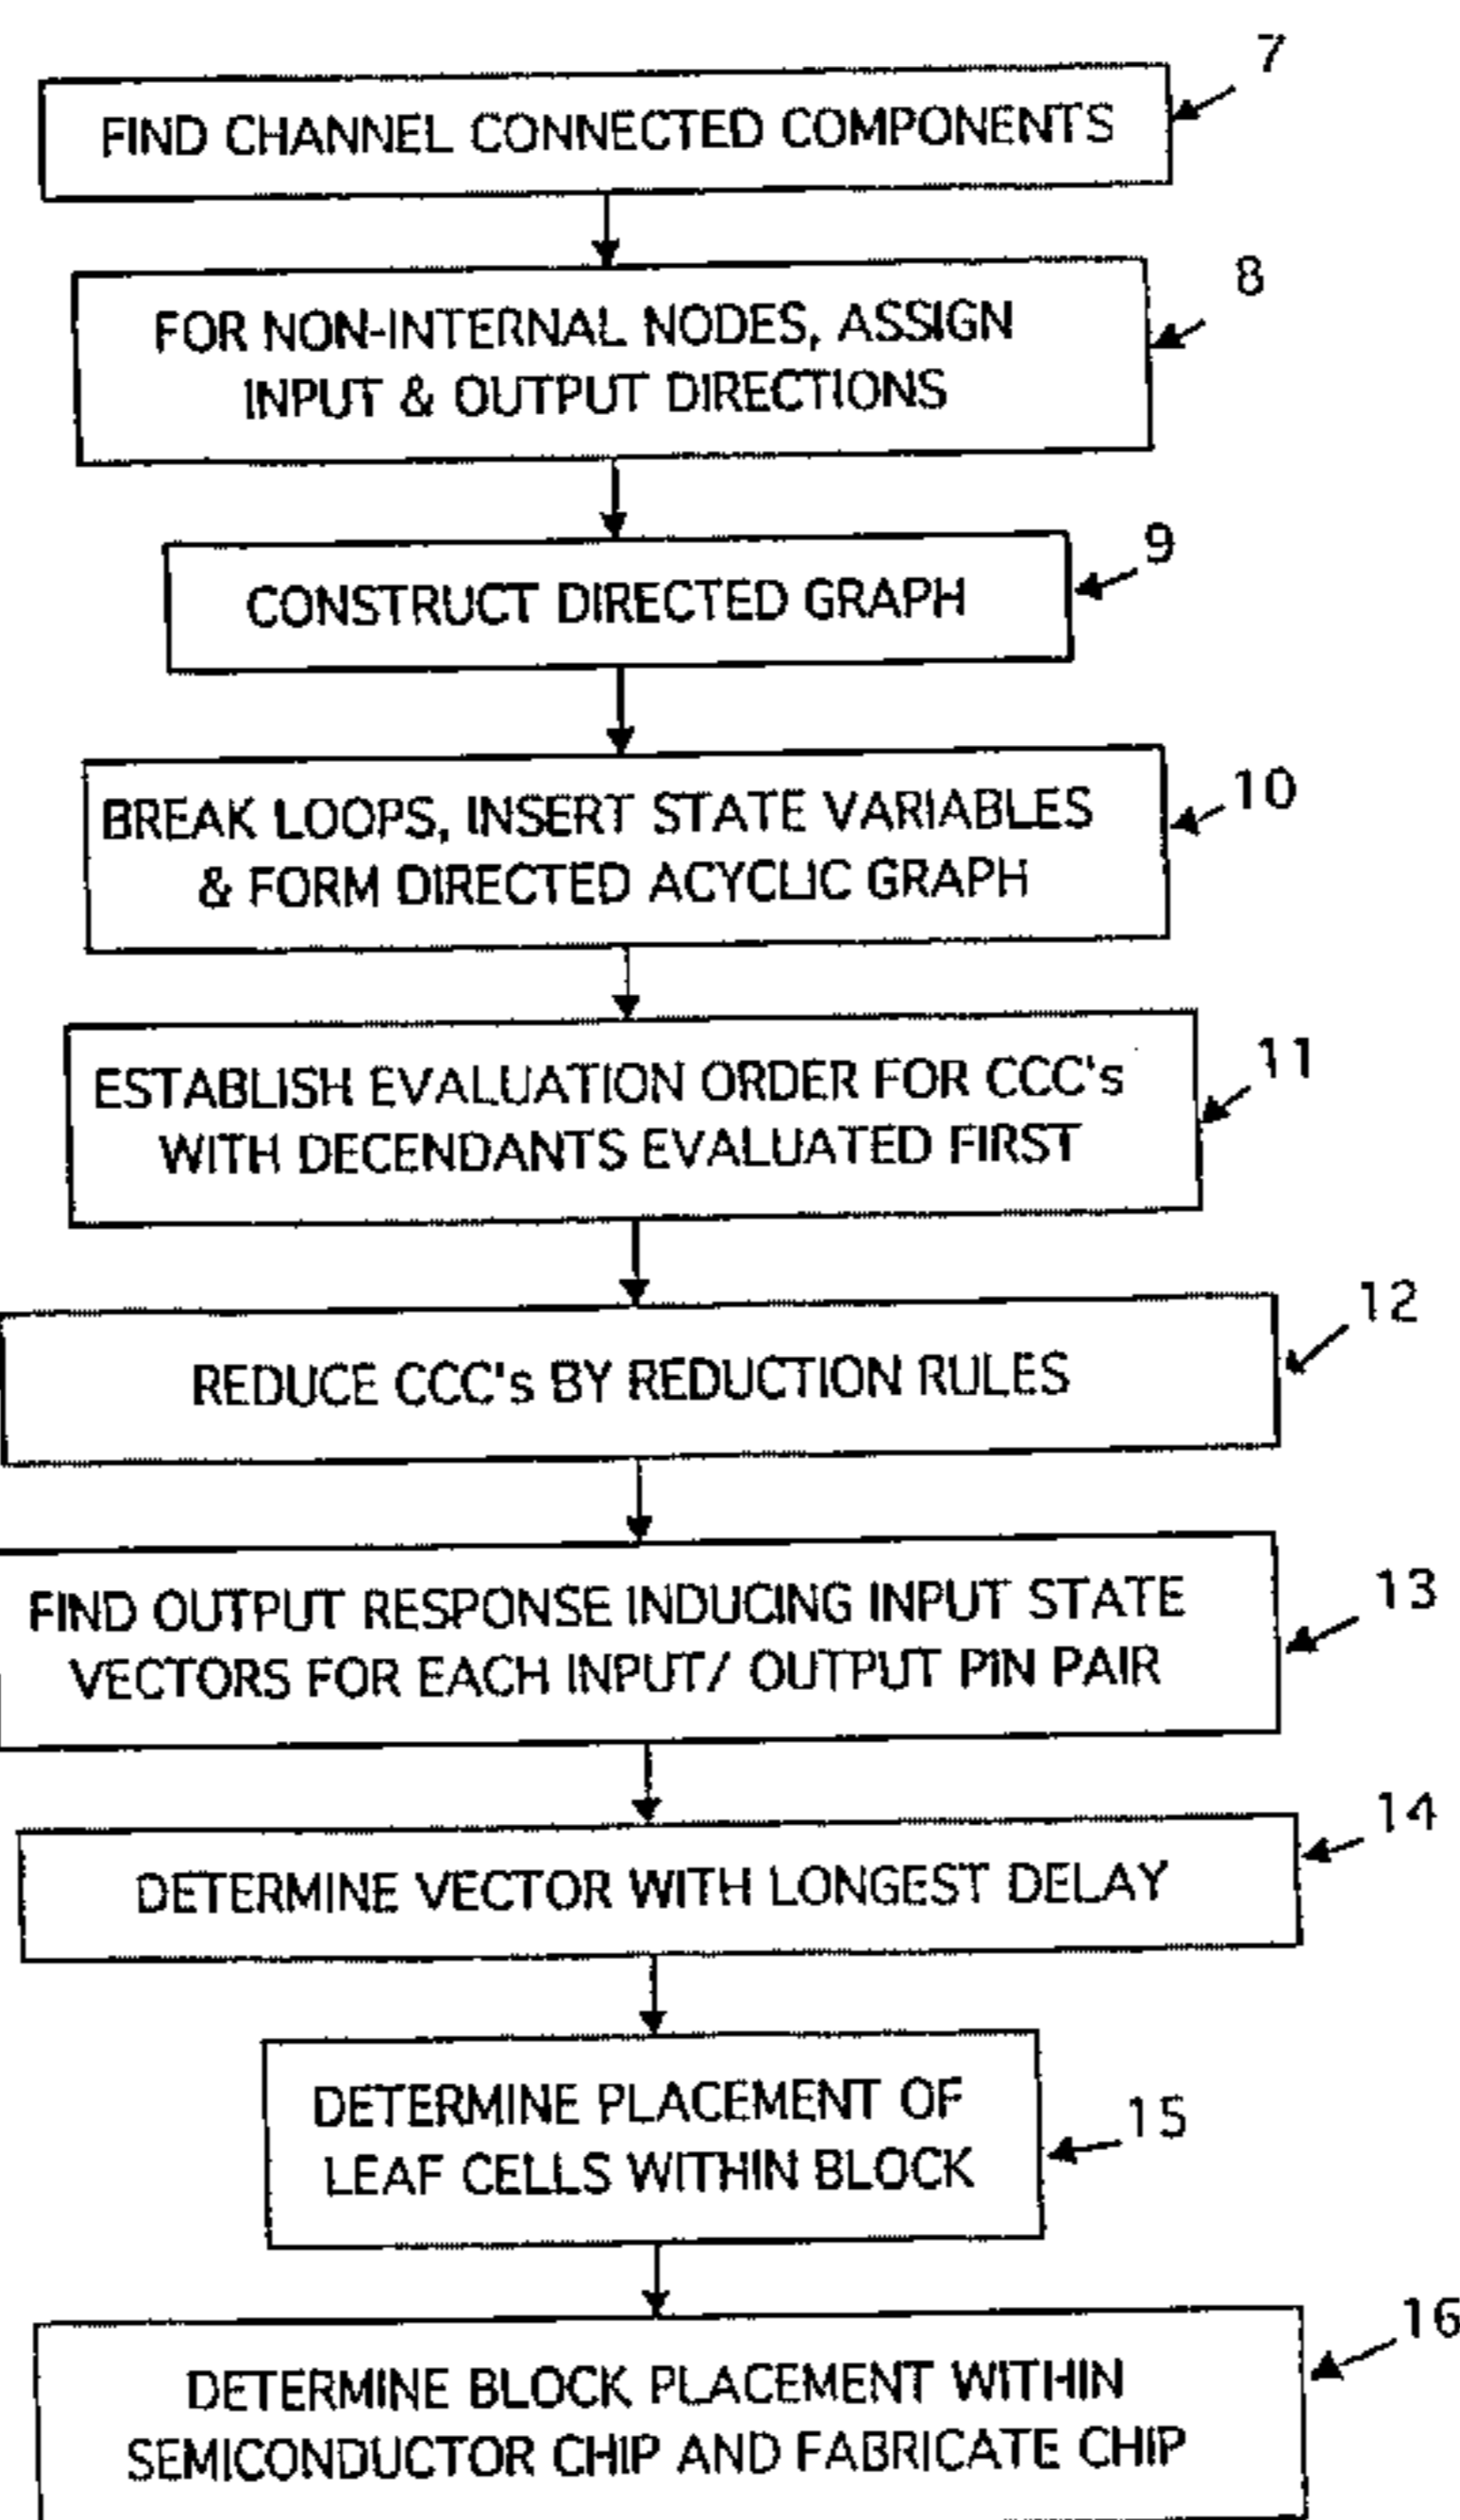 7
FIND CHANNEL CONNECTED COMPONENTS
8
FOR NON-INTERNAL NODES, ASSIGN
INPUT & OUTPUT DIRECTIONS
9
CONSTRUCT DIRECTED GRAPH
10
BREAK LOOPS, INSERT STATE VARIABLES
& FORM DIRECTED ACYCLIC GRAPH
11
ESTABLISH EVALUATION ORDER FOR CCC's
WITH DECENDANTS EVALUATED FIRST
12
REDUCE CCC's BY REDUCTION RULES
13
FIND OUTPUT RESPONSE INDUCING INPUT STATE
VECTORS FOR EACH INPUT/ OUTPUT PIN PAIR
14
DETERMINE VECTOR WITH LONGEST DELAY
15
DETERMINE PLACEMENT OF
LEAF CELLS WITHIN BLOCK
16
DETERMINE BLOCK PLACEMENT WITHIN
SEMICONDUCTOR CHIP AND FABRICATE CHIP